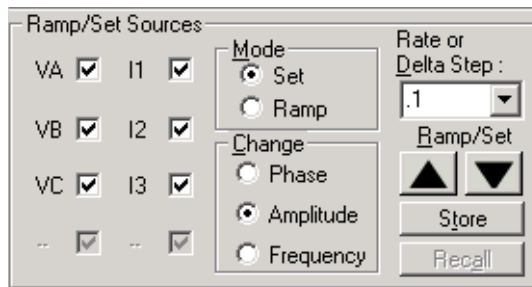 Ramp/Set Sources
VA I1
VB I2
VC I3
-- --
Mode
Set
Ramp
Change
Phase
Amplitude
Frequency
Rate or
Delta Step :
.1
Ramp/Set
Store
Recall